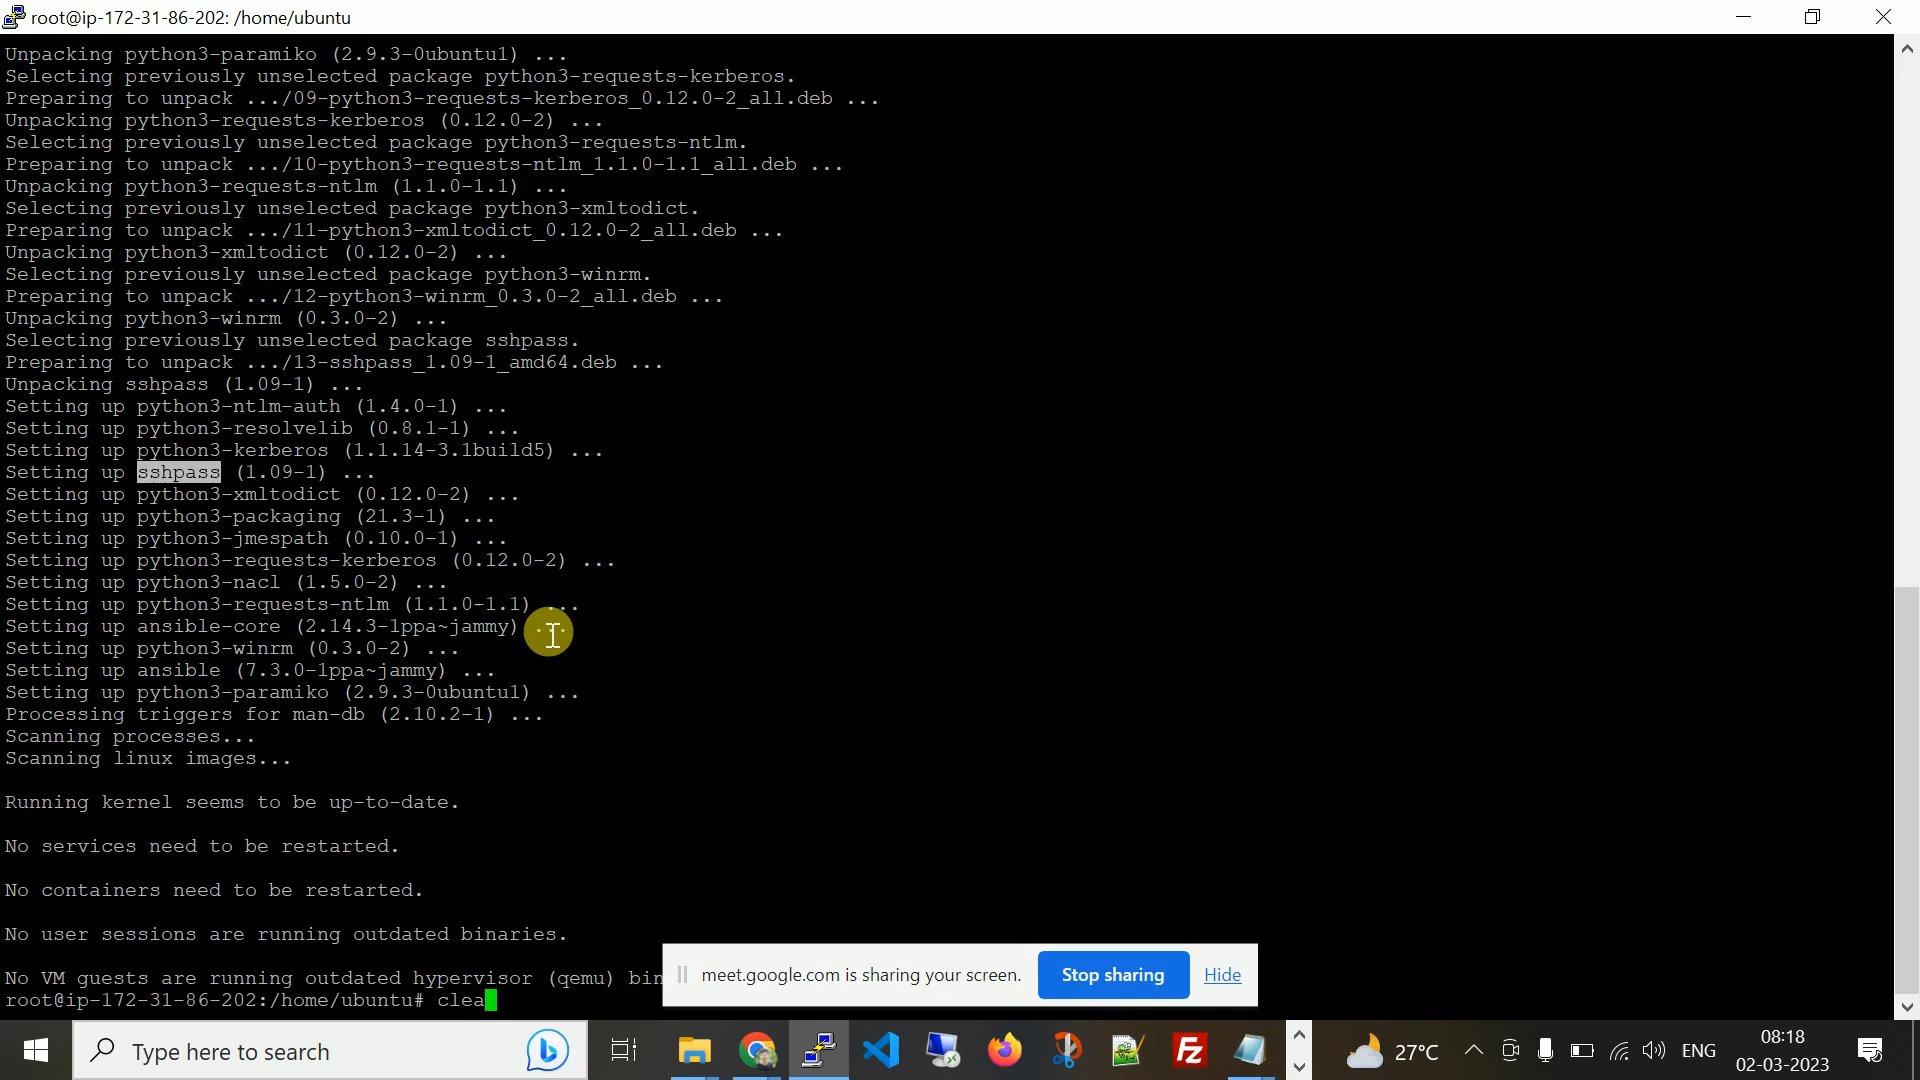 root@ip-172-31-86-202: /home/ubuntu
Unpacking python3-paramiko (2.9.3-0ubuntu1) ...
Selecting previously unselected package python3-requests-kerberos.
Preparing to unpack .../09-python3-requests-kerberos_0.12.0-2_all.deb ...
Unpacking python3-requests-kerberos (0.12.0-2) ...
Selecting previously unselected package python3-requests-ntlm.
Preparing to unpack .../10-python3-requests-ntlm_1.1.0-1.1_all.deb ...
Unpacking python3-requests-ntlm (1.1.0-1.1) ...
Selecting previously unselected package python3-xmltodict.
Preparing to unpack .../11-python3-xmltodict_0.12.0-2_all.deb ...
Unpacking python3-xmltodict (0.12.0-2) ...
Selecting previously unselected package python3-winrm.
Preparing to unpack .../12-python3-winrm_0.3.0-2_all.deb ...
Unpacking python3-winrm (0.3.0-2) ...
Selecting previously unselected package sshpass.
Preparing to unpack .../13-sshpass_1.09-1_amd64.deb ...
Unpacking sshpass (1.09-1) ...
Setting up python3-ntlm-auth (1.4.0-1) ...
Setting up python3-resolvelib (0.8.1-1) ...
Setting up python3-kerberos (1.1.14-3.1build5) ...
Setting up sshpass (1.09-1) ...
Setting up python3-xmltodict (0.12.0-2) ...
Setting up python3-packaging (21.3-1) ...
Setting up python3-jmespath (0.10.0-1) ...
Setting up python3-requests-kerberos (0.12.0-2) ...
Setting up python3-nacl (1.5.0-2) ...
Setting up python3-requests-ntlm (1.1.0-1.1) ...
Setting up ansible-core (2.14.3-1ppa~jammy) ...
Setting up python3-winrm (0.3.0-2) ...
Setting up ansible (7.3.0-1ppa~jammy) ...
Setting up python3-paramiko (2.9.3-0ubuntu1) ...
Processing triggers for man-db (2.10.2-1) ...
Scanning processes...
Scanning linux images...
Running kernel seems to be up-to-date.
No services need to be restarted.
No containers need to be restarted.
No user sessions are running outdated binaries.
No VM guests are running outdated hypervisor (qemu) bin
root@ip-172-31-86-202:/home/ubuntu# clea
meet.google.com is sharing your screen. Stop sharing Hide
Type here to search
27°C
ENG
08:18
02-03-2023